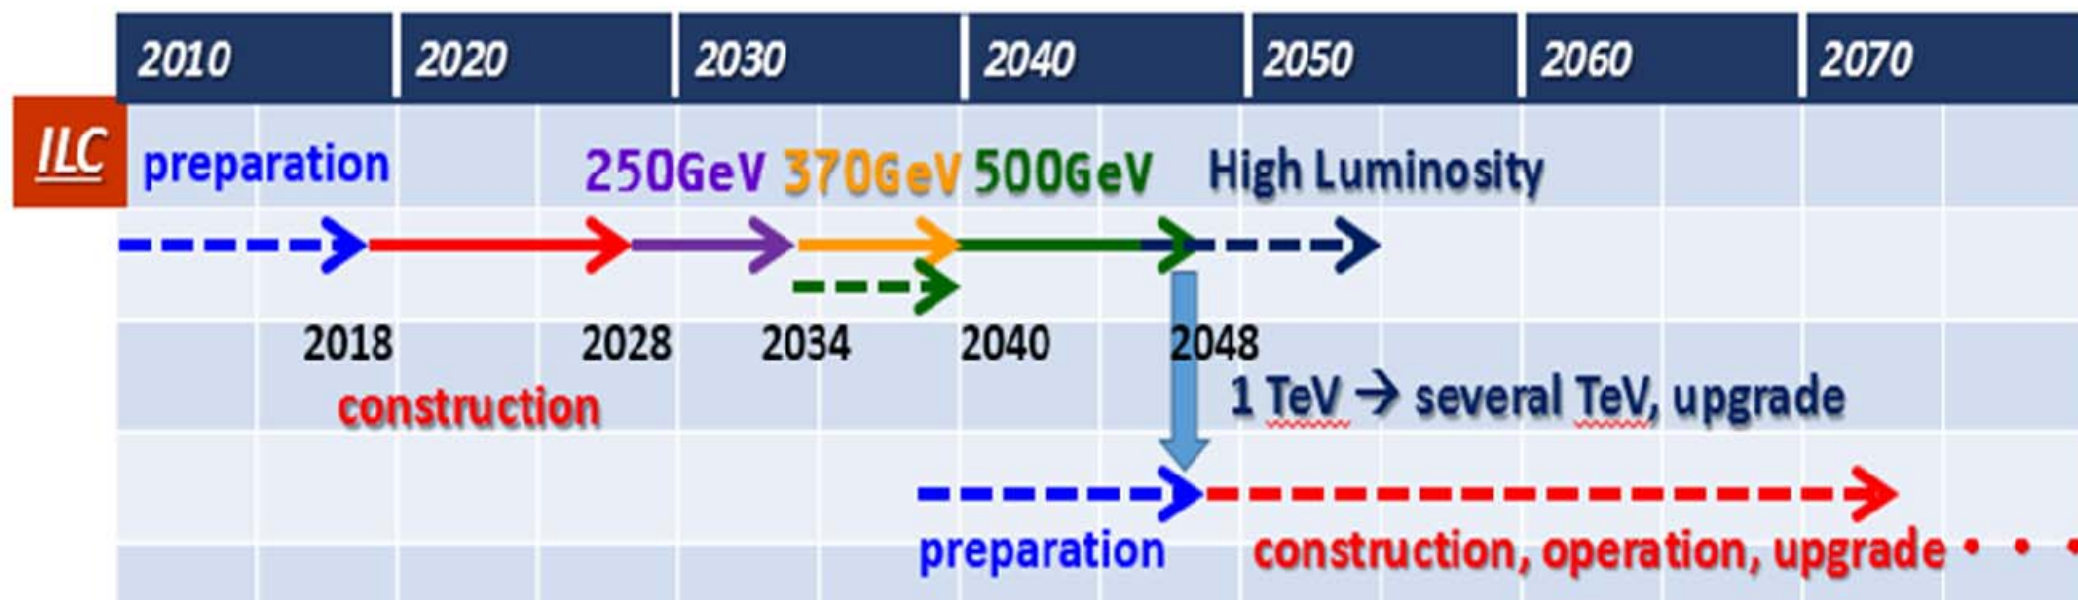 2010 2020 2030 2040 2050 2060 2070
ILC
preparation 250GeV 370GeV 500GeV High Luminosity
2018 2028 2034 2040 2048
construction
1 TeV → several TeV, upgrade
preparation construction, operation, upgrade • • •